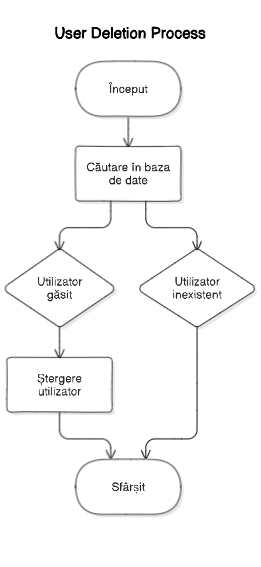 User Deletion Process
Început
Căutare în baza
de date
Utilizator
găsit
Utilizator
inexistent
Ștergere
utilizator
Sfârșit